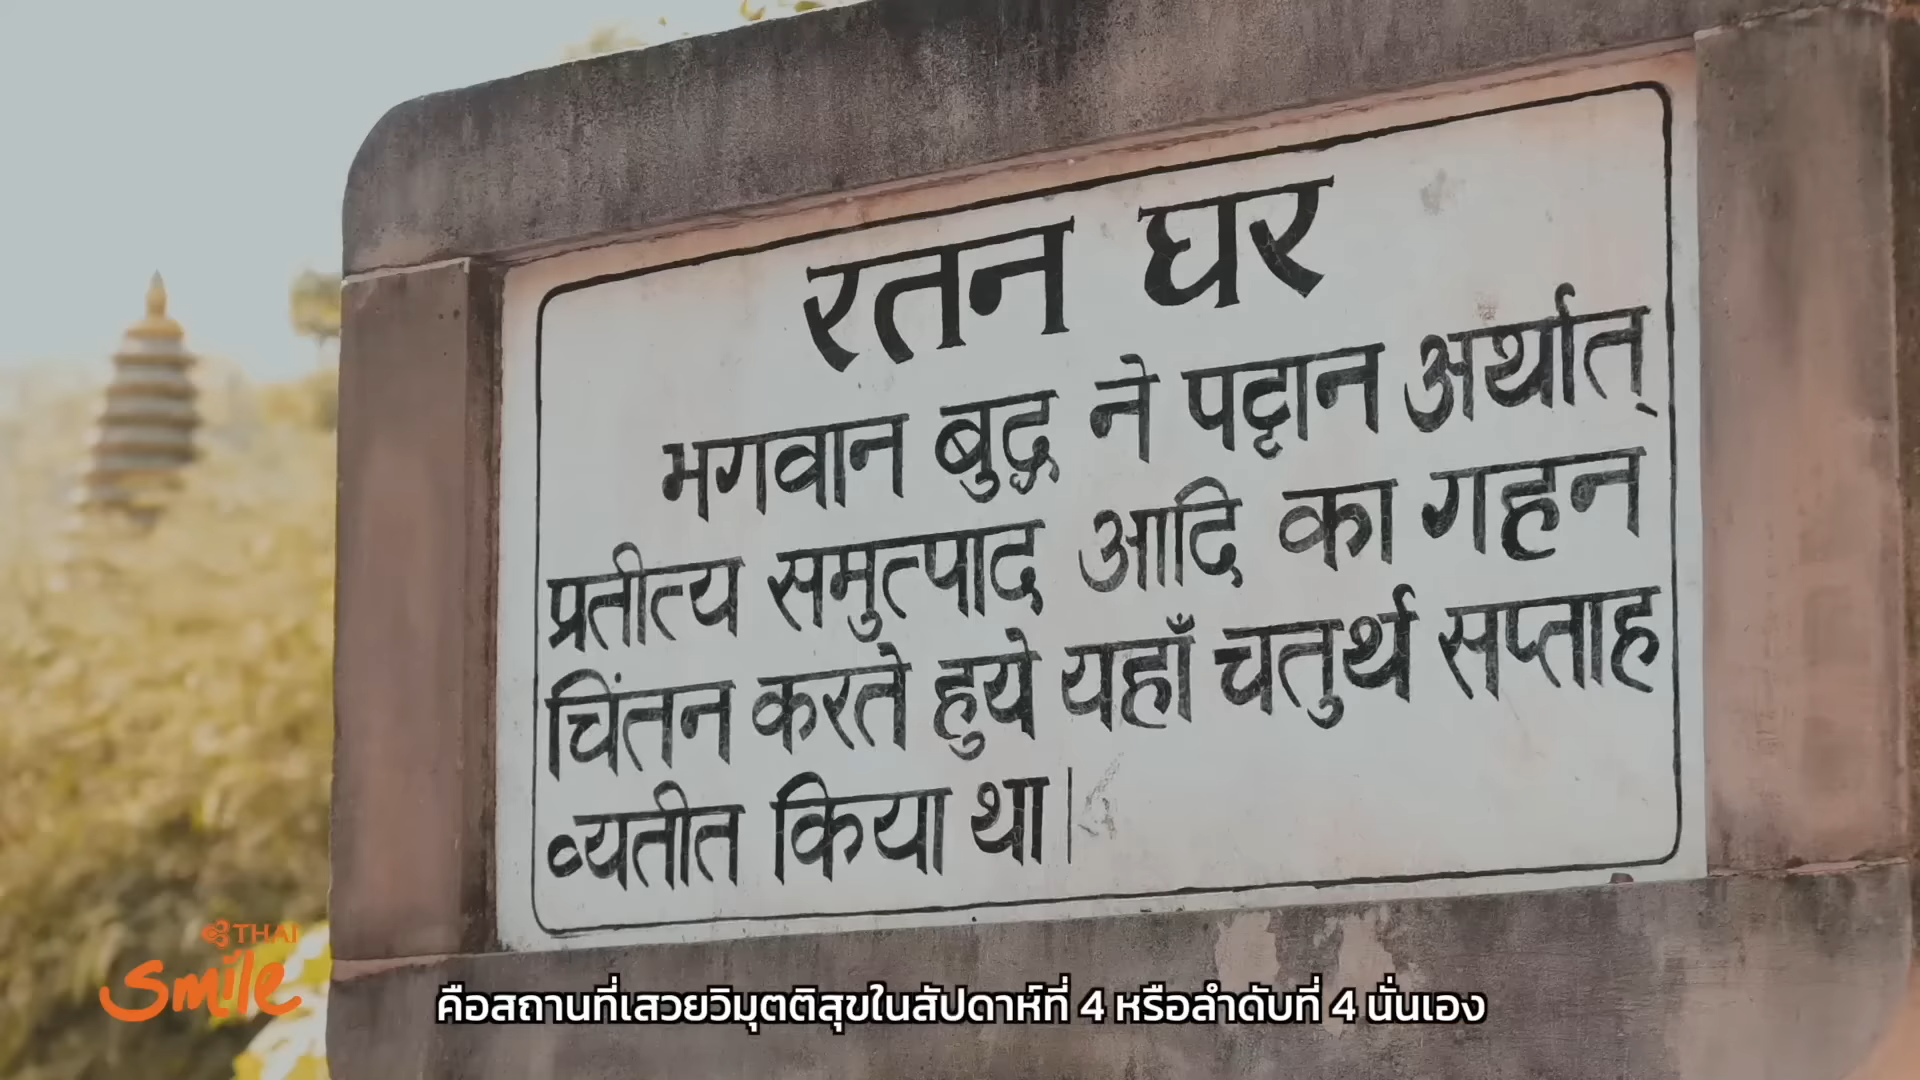 रतन घर
भगवान बुद्ध ने पट्ठान अर्थात्
प्रतीत्य समुत्पाद आदि का गहन
चिंतन करते हुये यहाँ चतुर्थ सप्ताह
व्यतीत किया था।
THAI
Smile
คือสถานที่เสวยวิมุตติสุขในสัปดาห์ที่ 4 หรือลำดับที่ 4 นั่นเอง